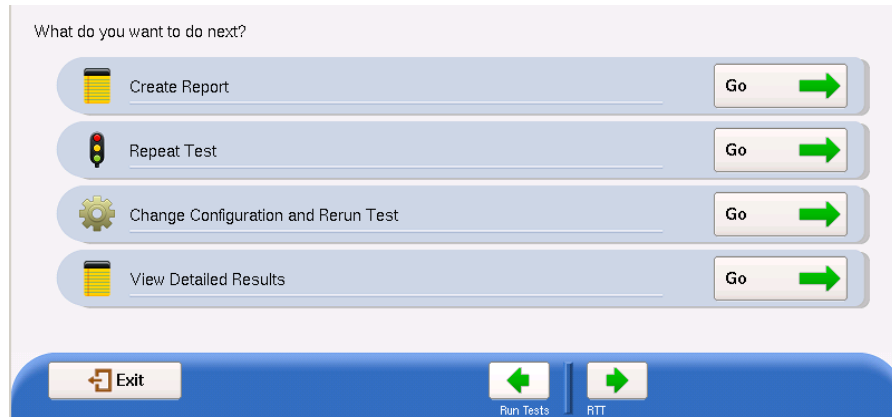 What do you want to do next?
Create Report
Go
Repeat Test
Go
Change Configuration and Rerun Test
Go
View Detailed Results
Go
Exit
Run Tests
RTT